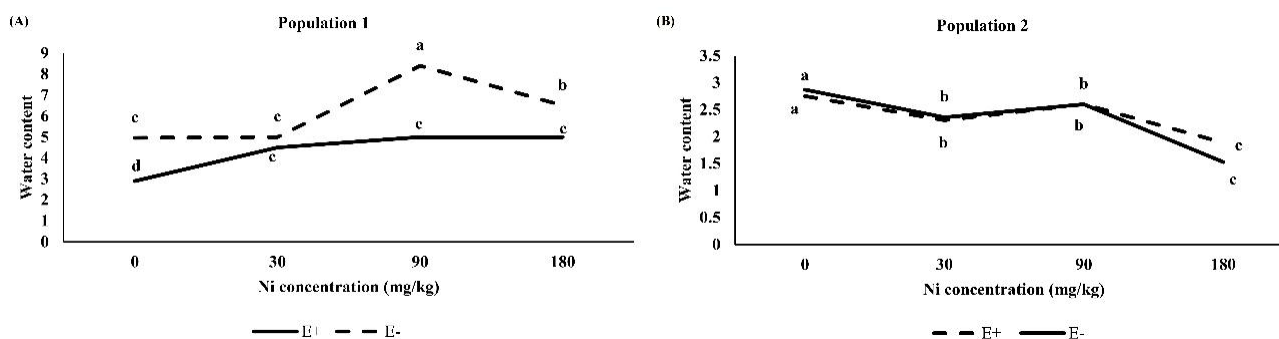 (A)
Population 1
9
8
7
6
5
4
3
2
1
0
Water content
c
c
a
b
d
c
c
c
0 30 90 180
Ni concentration (mg/kg)
E+ E-
(B)
Population 2
3.5
3
2.5
2
1.5
1
0.5
0
Water content
a
b
b
a
b
b
c
c
0 30 90 180
Ni concentration (mg/kg)
E+ E-